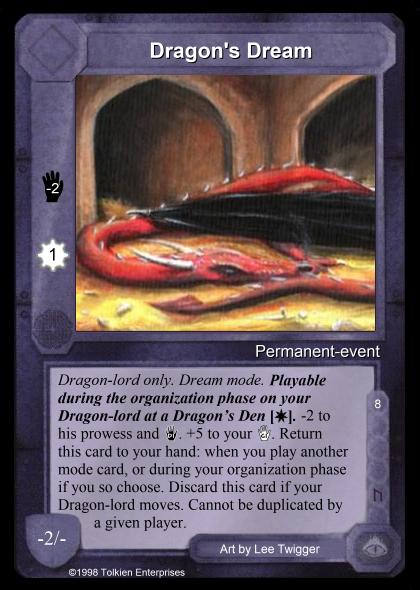 Dragon's Dream
-2
1
Permanent-event
Dragon-lord only. Dream mode. Playable
during the organization phase on your
Dragon-lord at a Dragon's Den [✷]. -2 to
his prowess and . +5 to your . Return
this card to your hand: when you play another
mode card, or during your organization phase
if you so choose. Discard this card if your
Dragon-lord moves. Cannot be duplicated by
a given player.
8
-2/-
Art by Lee Twigger
©1998 Tolkien Enterprises